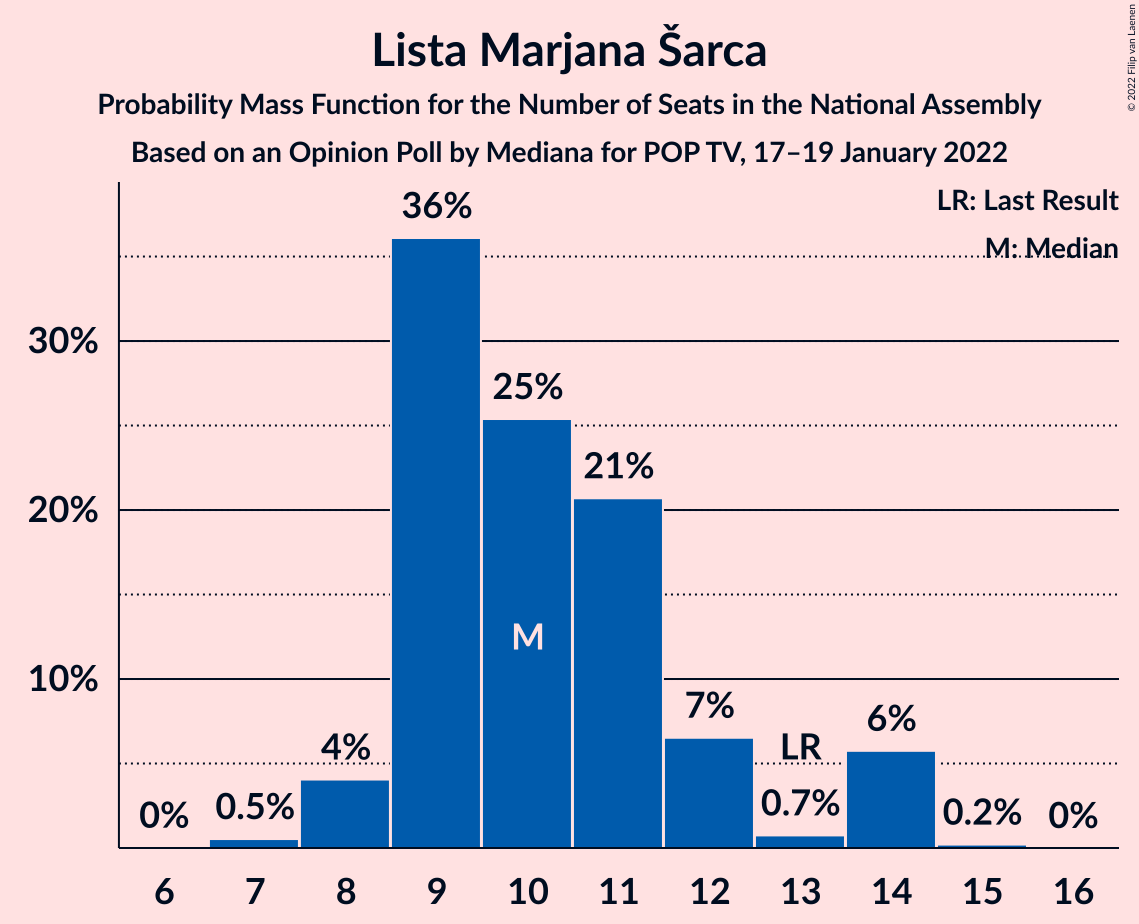 Lista Marjana Šarca
Probability Mass Function for the Number of Seats in the National Assembly
Based on an Opinion Poll by Mediana for POP TV, 17–19 January 2022
© 2022 Filip van Laenen
LR: Last Result
M: Median
36%
30%
25%
21%
20%
M
10%
7%
6%
LR
4%
0.7%
0.5%
0.2%
0%
0%
6 7 8 9 10 11 12 13 14 15 16